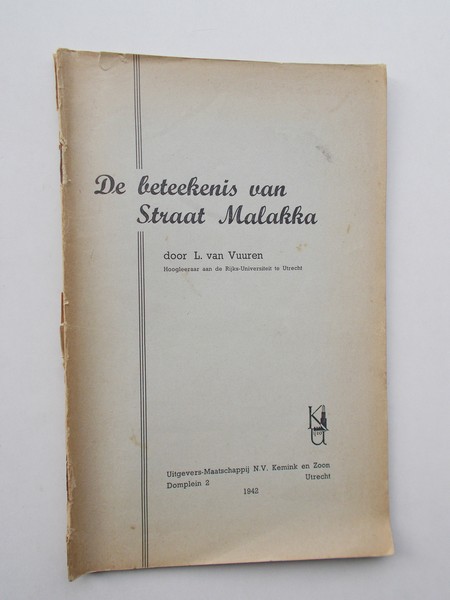 De beteekenis van
Straat Malakka
door L. van Vuuren
Hoogleeraar aan de Rijks-Universiteit te Utrecht
K
U
Uitgevers-Maatschappij N.V. Kemink en Zoon
Domplein 2 Utrecht
1942